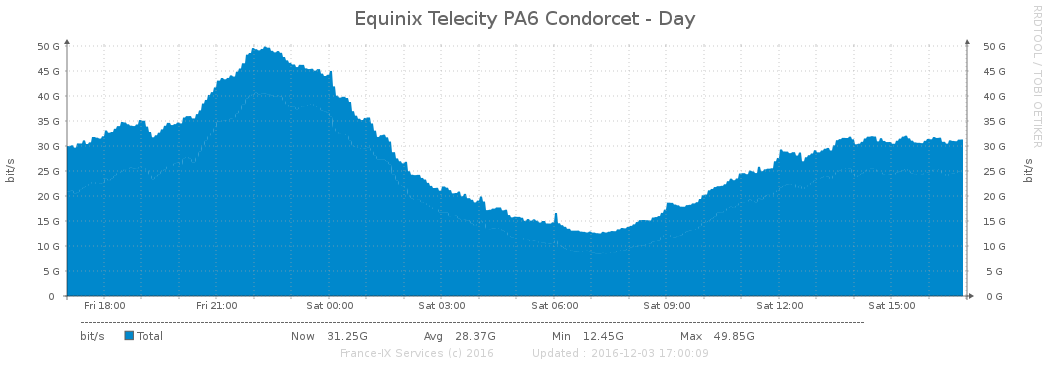 Equinix Telecity PA6 Condorcet - Day
RRDTOOL / TOBI OETIKER
bit/s
50 G
45 G
40 G
35 G
30 G
25 G
20 G
15 G
10 G
5 G
0
50 G
45 G
40 G
35 G
30 G
25 G
20 G
15 G
10 G
5 G
0 G
bit/s
Fri 18:00 Fri 21:00 Sat 00:00 Sat 03:00 Sat 06:00 Sat 09:00 Sat 12:00 Sat 15:00
bit/s Total Now 31.25G Avg 28.37G Min 12.45G Max 49.85G
France-IX Services (c) 2016 Updated : 2016-12-03 17:00:09